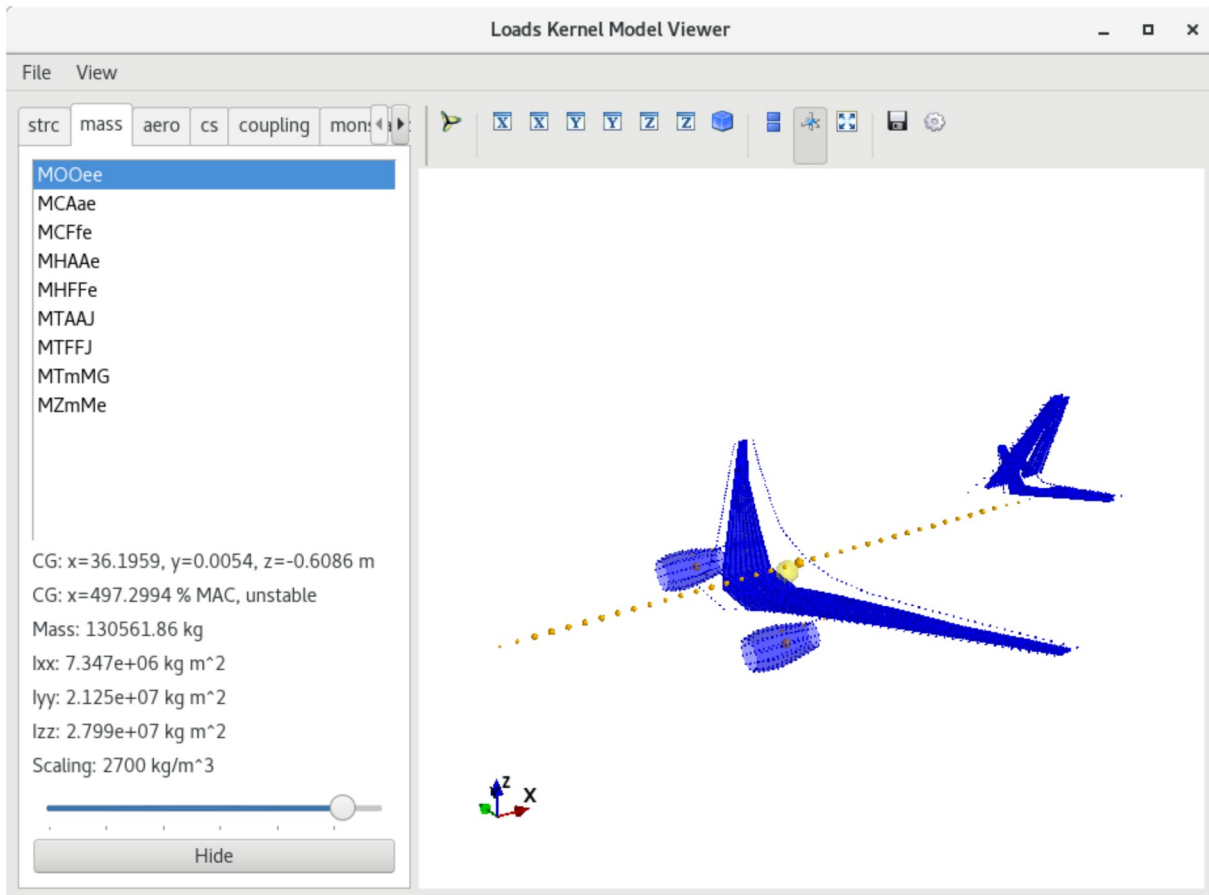 Loads Kernel Model Viewer
File View
strc mass aero cs coupling mons
X X Y Y Z Z
MOOee
MCAae
MCFfe
MHAAe
MHFFe
MTAAJ
MTFFJ
MTmMG
MZmMe
CG: x=36.1959, y=0.0054, z=-0.6086 m
CG: x=497.2994 % MAC, unstable
Mass: 130561.86 kg
Ixx: 7.347e+06 kg m^2
Iyy: 2.125e+07 kg m^2
Izz: 2.799e+07 kg m^2
Scaling: 2700 kg/m^3
Hide
Z
X